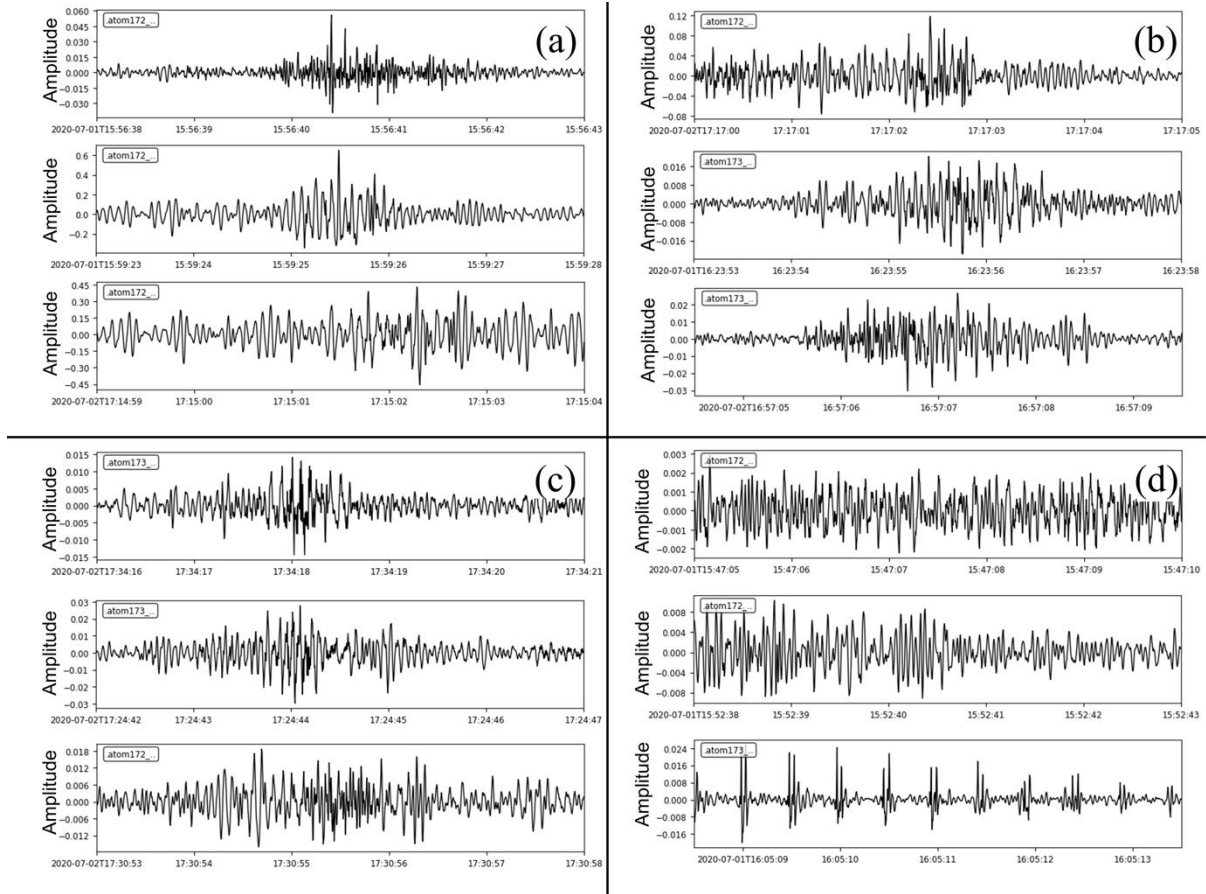 (a)
Amplitude
.atom172_..
0.060
0.045
0.030
0.015
0.000
−0.015
−0.030
2020-07-01T15:56:38 15:56:39 15:56:40 15:56:41 15:56:42 15:56:43
Amplitude
.atom172_..
0.6
0.4
0.2
0.0
−0.2
2020-07-01T15:59:23 15:59:24 15:59:25 15:59:26 15:59:27 15:59:28
Amplitude
.atom172_..
0.45
0.30
0.15
0.00
−0.15
−0.30
−0.45
2020-07-02T17:14:59 17:15:00 17:15:01 17:15:02 17:15:03 17:15:04
(b)
Amplitude
.atom172_..
0.12
0.08
0.04
0.00
−0.04
−0.08
2020-07-02T17:17:00 17:17:01 17:17:02 17:17:03 17:17:04 17:17:05
Amplitude
.atom173_..
0.016
0.008
0.000
−0.008
−0.016
2020-07-01T16:23:53 16:23:54 16:23:55 16:23:56 16:23:57 16:23:58
Amplitude
.atom173_..
0.02
0.01
0.00
−0.01
−0.02
−0.03
2020-07-02T16:57:05 16:57:06 16:57:07 16:57:08 16:57:09
(c)
Amplitude
.atom173_..
0.015
0.010
0.005
0.000
−0.005
−0.010
−0.015
2020-07-02T17:34:16 17:34:17 17:34:18 17:34:19 17:34:20 17:34:21
Amplitude
.atom173_..
0.03
0.02
0.01
0.00
−0.01
−0.02
−0.03
2020-07-02T17:24:42 17:24:43 17:24:44 17:24:45 17:24:46 17:24:47
Amplitude
.atom172_..
0.018
0.012
0.006
0.000
−0.006
−0.012
2020-07-02T17:30:53 17:30:54 17:30:55 17:30:56 17:30:57 17:30:58
(d)
Amplitude
.atom172_..
0.003
0.002
0.001
0.000
−0.001
−0.002
2020-07-01T15:47:05 15:47:06 15:47:07 15:47:08 15:47:09 15:47:10
Amplitude
.atom172_..
0.008
0.004
0.000
−0.004
−0.008
2020-07-01T15:52:38 15:52:39 15:52:40 15:52:41 15:52:42 15:52:43
Amplitude
.atom173_..
0.024
0.016
0.008
0.000
−0.008
−0.016
2020-07-01T16:05:09 16:05:10 16:05:11 16:05:12 16:05:13